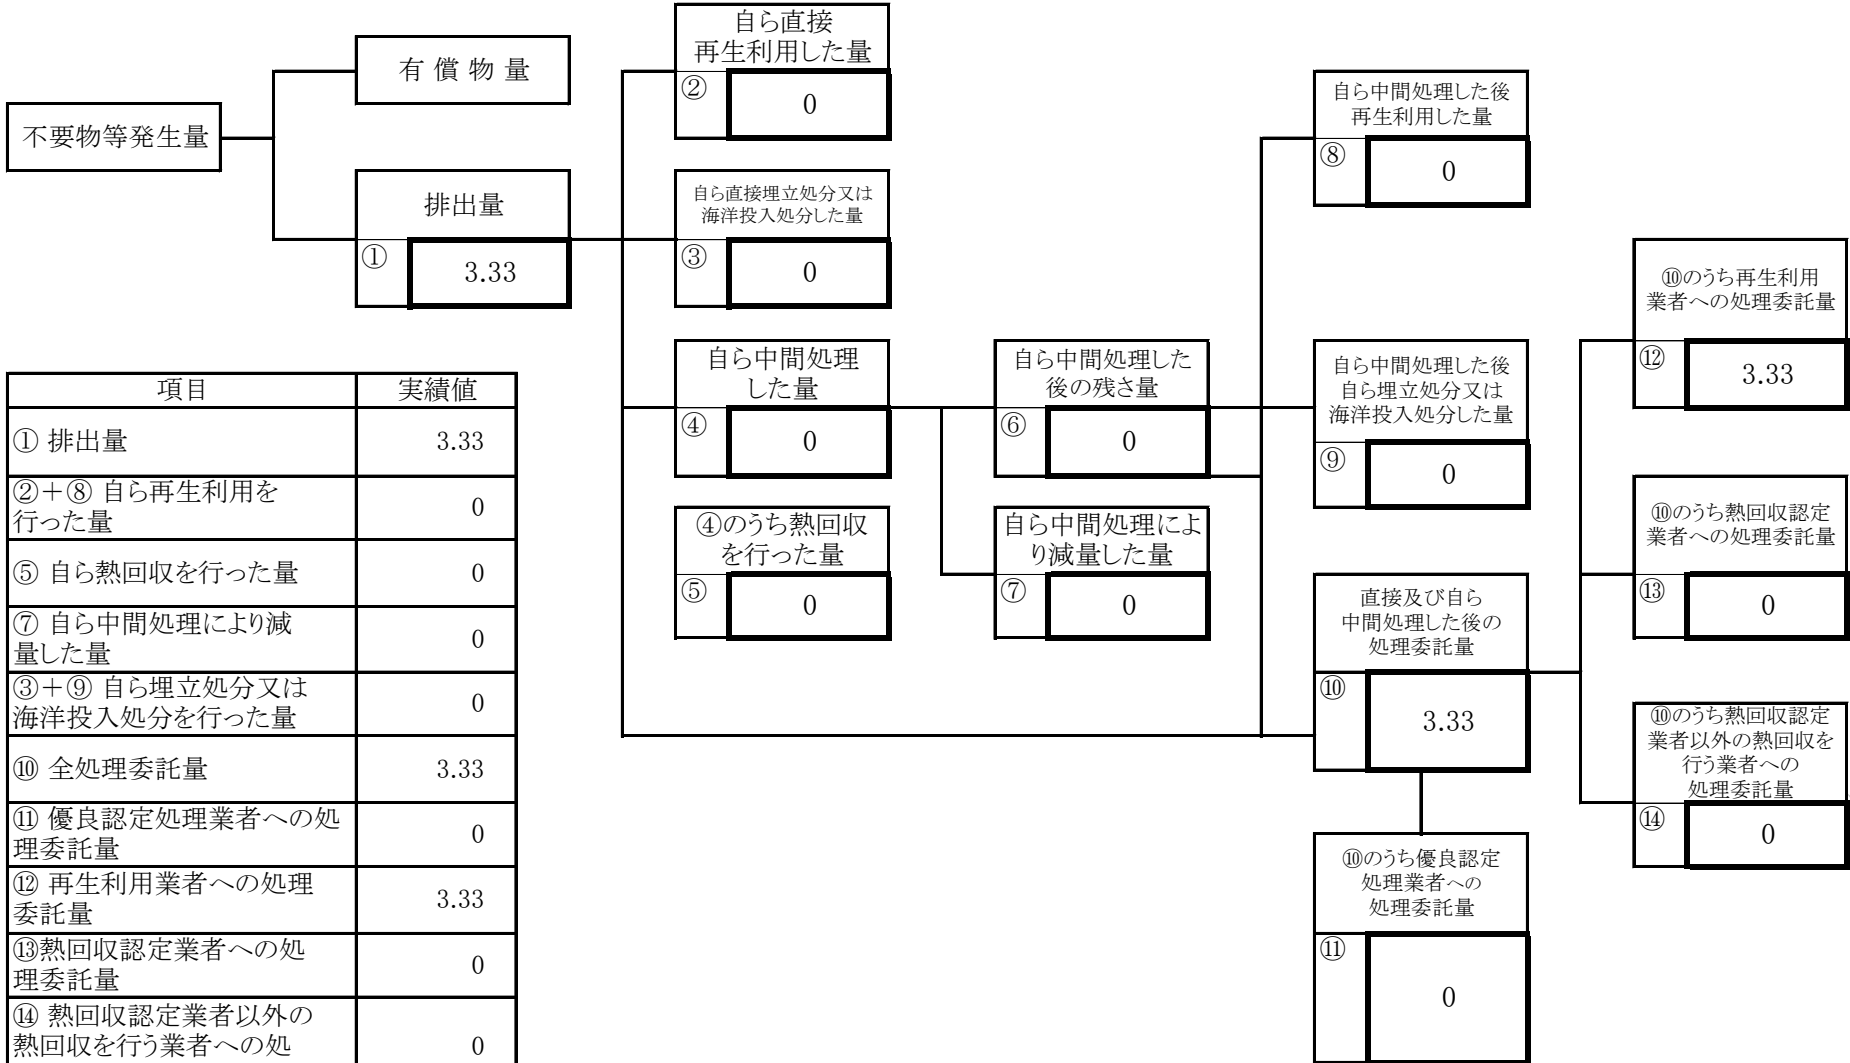 不要物等発生量
有 償 物 量
排出量
①
3.33
自ら直接
再生利用した量
②
0
自ら直接埋立処分又は
海洋投入処分した量
③
0
自ら中間処理
した量
④
0
④のうち熱回収
を行った量
⑤
0
自ら中間処理した
後の残さ量
⑥
0
自ら中間処理によ
り減量した量
⑦
0
自ら中間処理した後
再生利用した量
⑧
0
自ら中間処理した後
自ら埋立処分又は
海洋投入処分した量
⑨
0
直接及び自ら
中間処理した後の
処理委託量
⑩
3.33
⑩のうち優良認定
処理業者への
処理委託量
⑪
0
⑩のうち再生利用
業者への処理委託量
⑫
3.33
⑩のうち熱回収認定
業者への処理委託量
⑬
0
⑩のうち熱回収認定
業者以外の熱回収を
行う業者への
処理委託量
⑭
0
項目 実績値
① 排出量 3.33
②+⑧ 自ら再生利用を
行った量 0
⑤ 自ら熱回収を行った量 0
⑦ 自ら中間処理により減
量した量 0
③+⑨ 自ら埋立処分又は
海洋投入処分を行った量 0
⑩ 全処理委託量 3.33
⑪ 優良認定処理業者への処
理委託量 0
⑫ 再生利用業者への処理
委託量 3.33
⑬熱回収認定業者への処
理委託量 0
⑭ 熱回収認定業者以外の
熱回収を行う業者への処 0